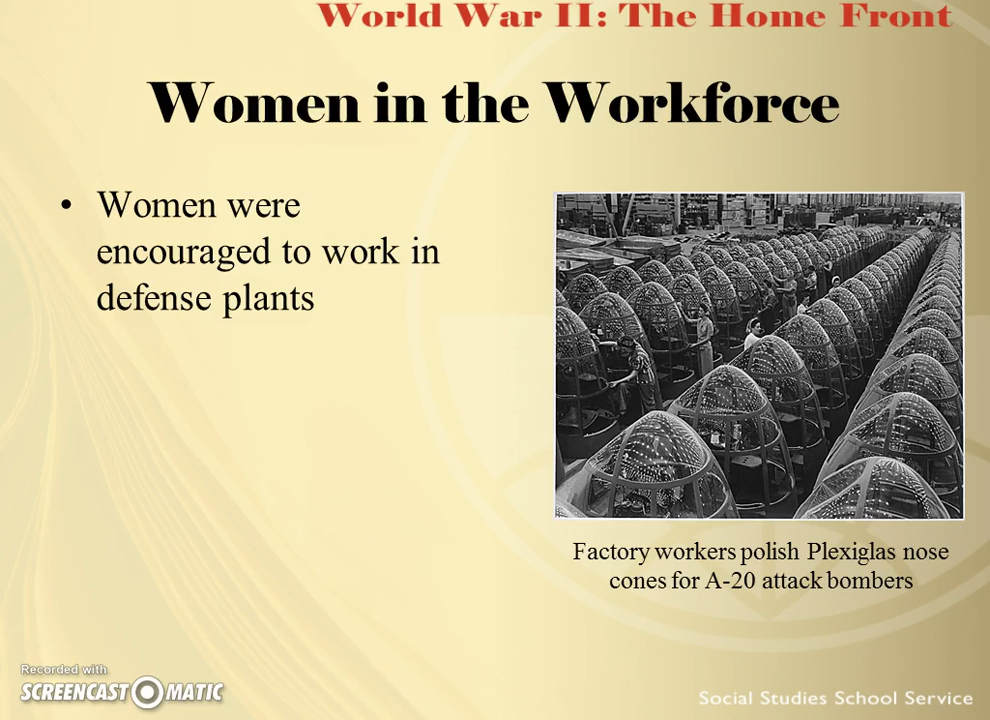 World War II: The Home Front
Women in the Workforce
• Women were
encouraged to work in
defense plants
Factory workers polish Plexiglas nose
cones for A-20 attack bombers
Recorded with
SCREENCAST-O-MATIC
Social Studies School Service